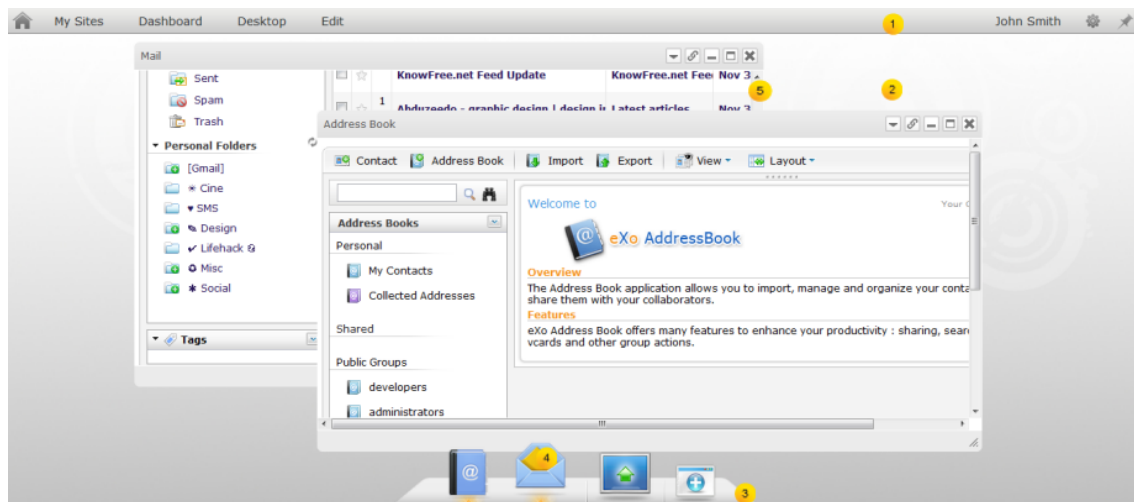 My Sites Dashboard Desktop Edit 1 John Smith
Mail
Sent
Spam
Trash
Personal Folders
[Gmail]
Cine
SMS
Design
Lifehack
Misc
Social
Tags
KnowFree.net Feed Update KnowFree.net Fee Nov 3
5
2
1 Abduzeedo - graphic design | design Latest articles Nov 3
Address Book
Contact Address Book Import Export View Layout
Address Books
Personal
My Contacts
Collected Addresses
Shared
Public Groups
developers
administrators
Welcome to
Your
eXo AddressBook
Overview
The Address Book application allows you to import, manage and organize your conta
share them with your collaborators.
Features
eXo Address Book offers many features to enhance your productivity : sharing, sear
vcards and other group actions.
4
3